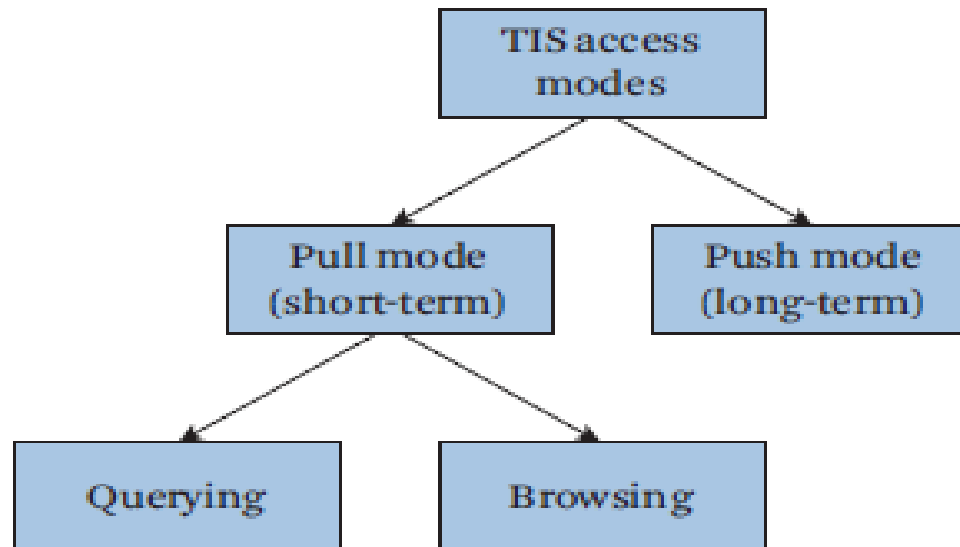 TIS access
modes
Pull mode
(short-term)
Push mode
(long-term)
Querying
Browsing